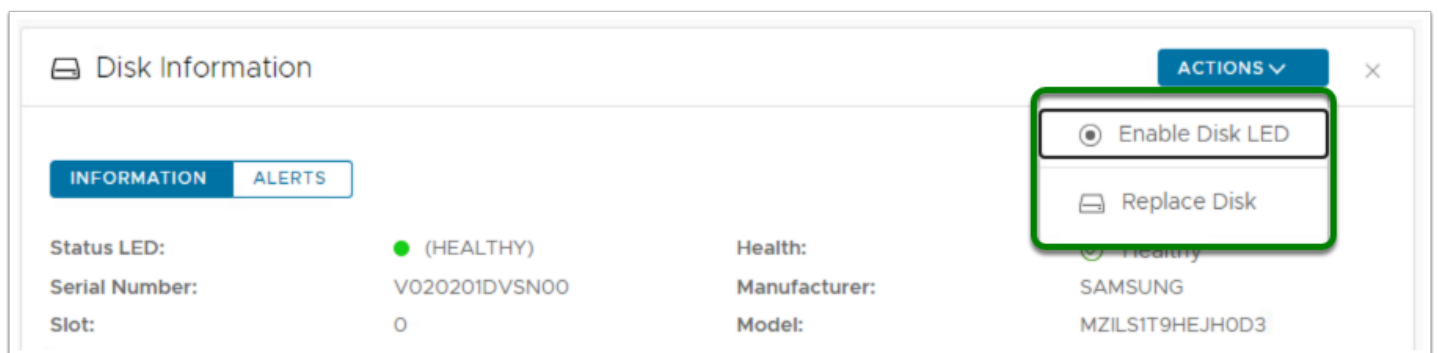 Disk Information
ACTIONS
Enable Disk LED
INFORMATION ALERTS
Replace Disk
Status LED: (HEALTHY) Health: Healthy
Serial Number: V020201DVSN00 Manufacturer: SAMSUNG
Slot: 0 Model: MZILS1T9HEJH0D3